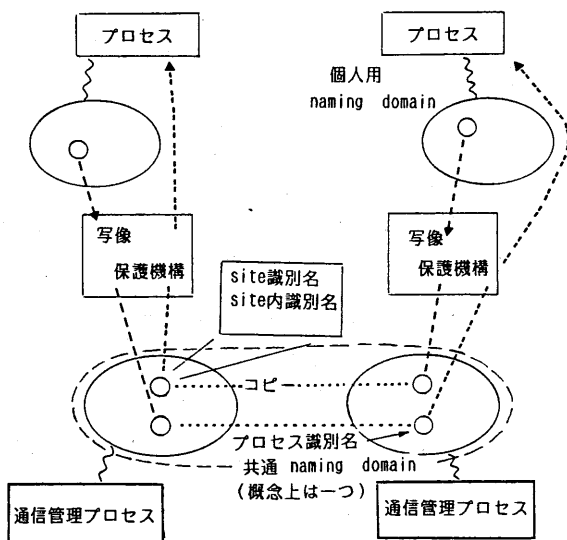 プロセス
プロセス
個人用
naming domain
写像
保護機構
写像
保護機構
site識別名
site内識別名
コピー
プロセス識別名
共通 naming domain
(概念上は一つ)
通信管理プロセス
通信管理プロセス